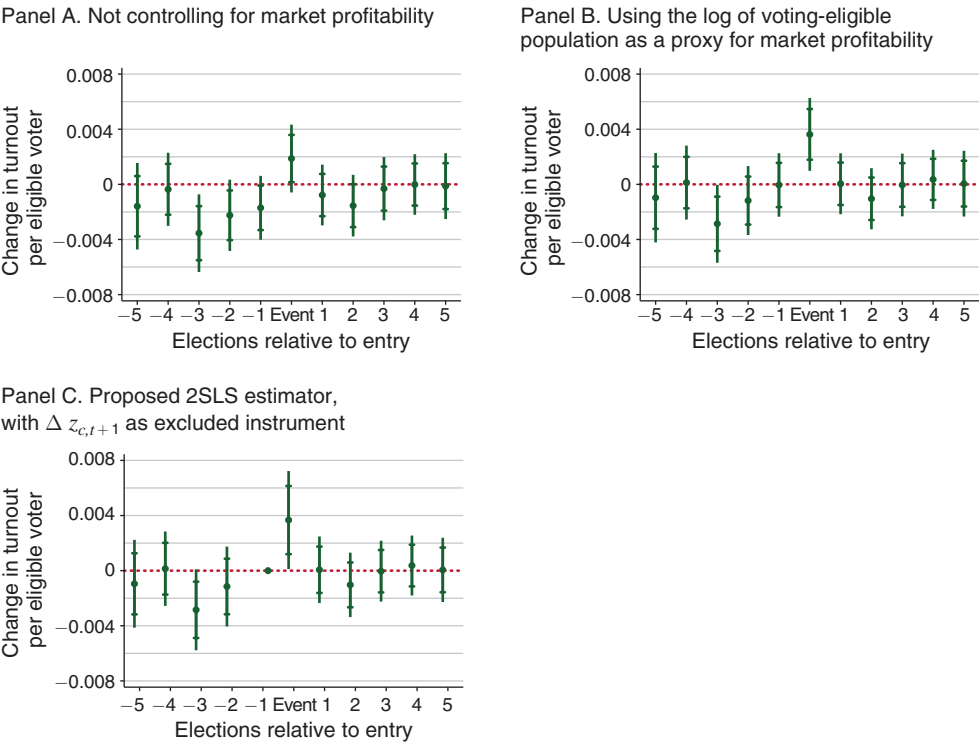 Panel A. Not controlling for market profitability
Change in turnout
per eligible voter
0.008
0.004
0
−0.004
−0.008
−5 −4 −3 −2 −1 Event 1 2 3 4 5
Elections relative to entry
Panel B. Using the log of voting-eligible
population as a proxy for market profitability
Change in turnout
per eligible voter
0.008
0.004
0
−0.004
−0.008
−5 −4 −3 −2 −1 Event 1 2 3 4 5
Elections relative to entry
Panel C. Proposed 2SLS estimator,
with Δ z_{c,t+1} as excluded instrument
Change in turnout
per eligible voter
0.008
0.004
0
−0.004
−0.008
−5 −4 −3 −2 −1 Event 1 2 3 4 5
Elections relative to entry